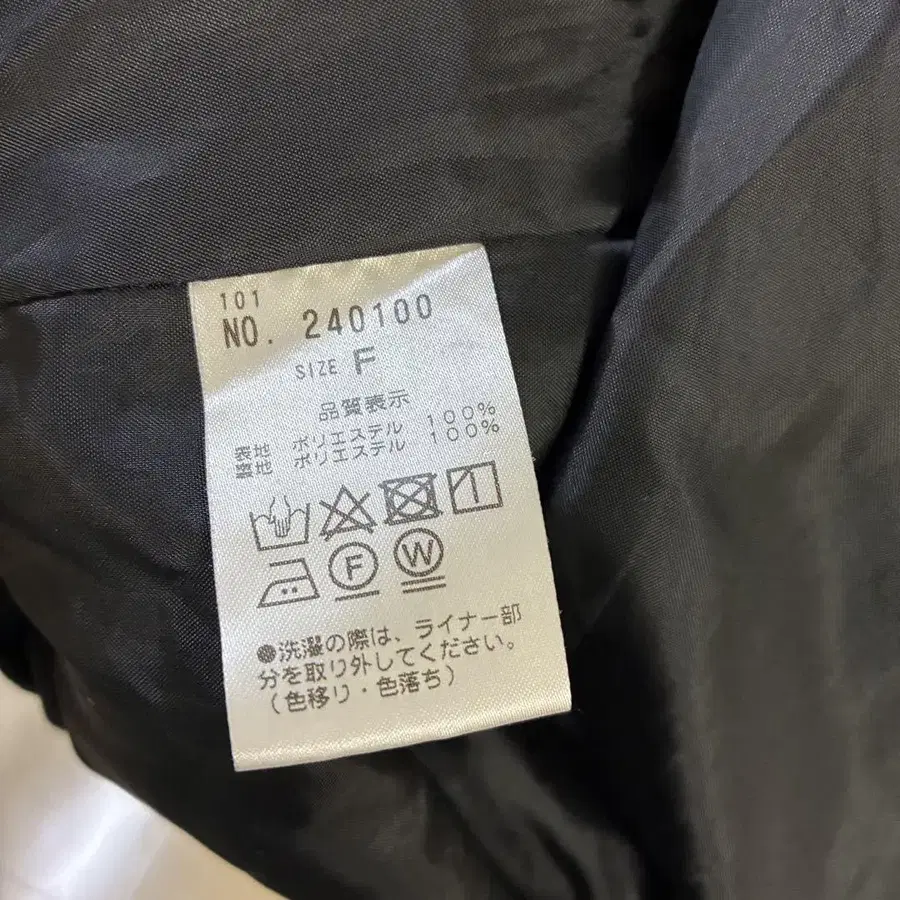 101
NO. 240100
SIZE F
品質表示
表地 ポリエステル 100%
裏地 ポリエステル 100%
F W
●洗濯の際は、ライナー部
分を取り外してください。
(色移り・色落ち)